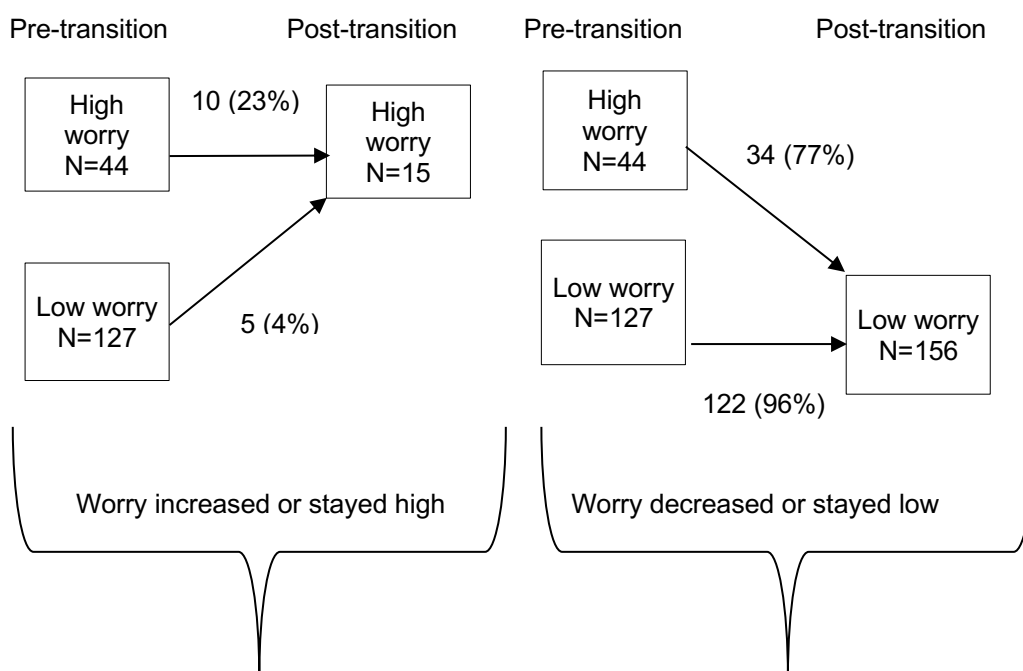 Pre-transition
Post-transition
Pre-transition
Post-transition
High
worry
N=44
10 (23%)
High
worry
N=15
Low worry
N=127
5 (4%)
High
worry
N=44
34 (77%)
Low worry
N=127
Low worry
N=156
122 (96%)
Worry increased or stayed high
Worry decreased or stayed low